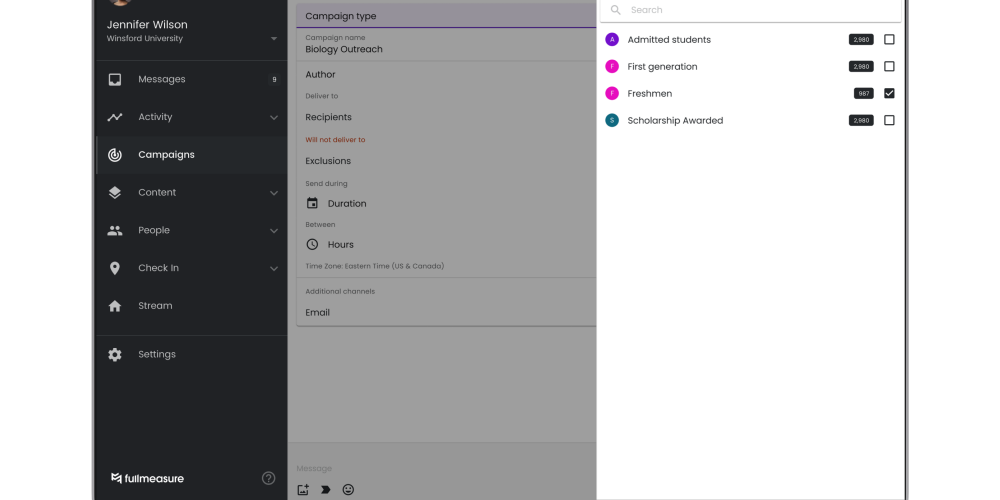 Jennifer Wilson
Winsford University
Messages 9
Activity
Campaigns
Content
People
Check In
Stream
Settings
fullmeasure
Campaign type
Campaign name
Biology Outreach
Author
Deliver to
Recipients
Will not deliver to
Exclusions
Send during
Duration
Between
Hours
Time Zone: Eastern Time (US & Canada)
Additional channels
Email
Message
Search
A Admitted students 2,980
F First generation 2,980
F Freshmen 987
S Scholarship Awarded 2,980